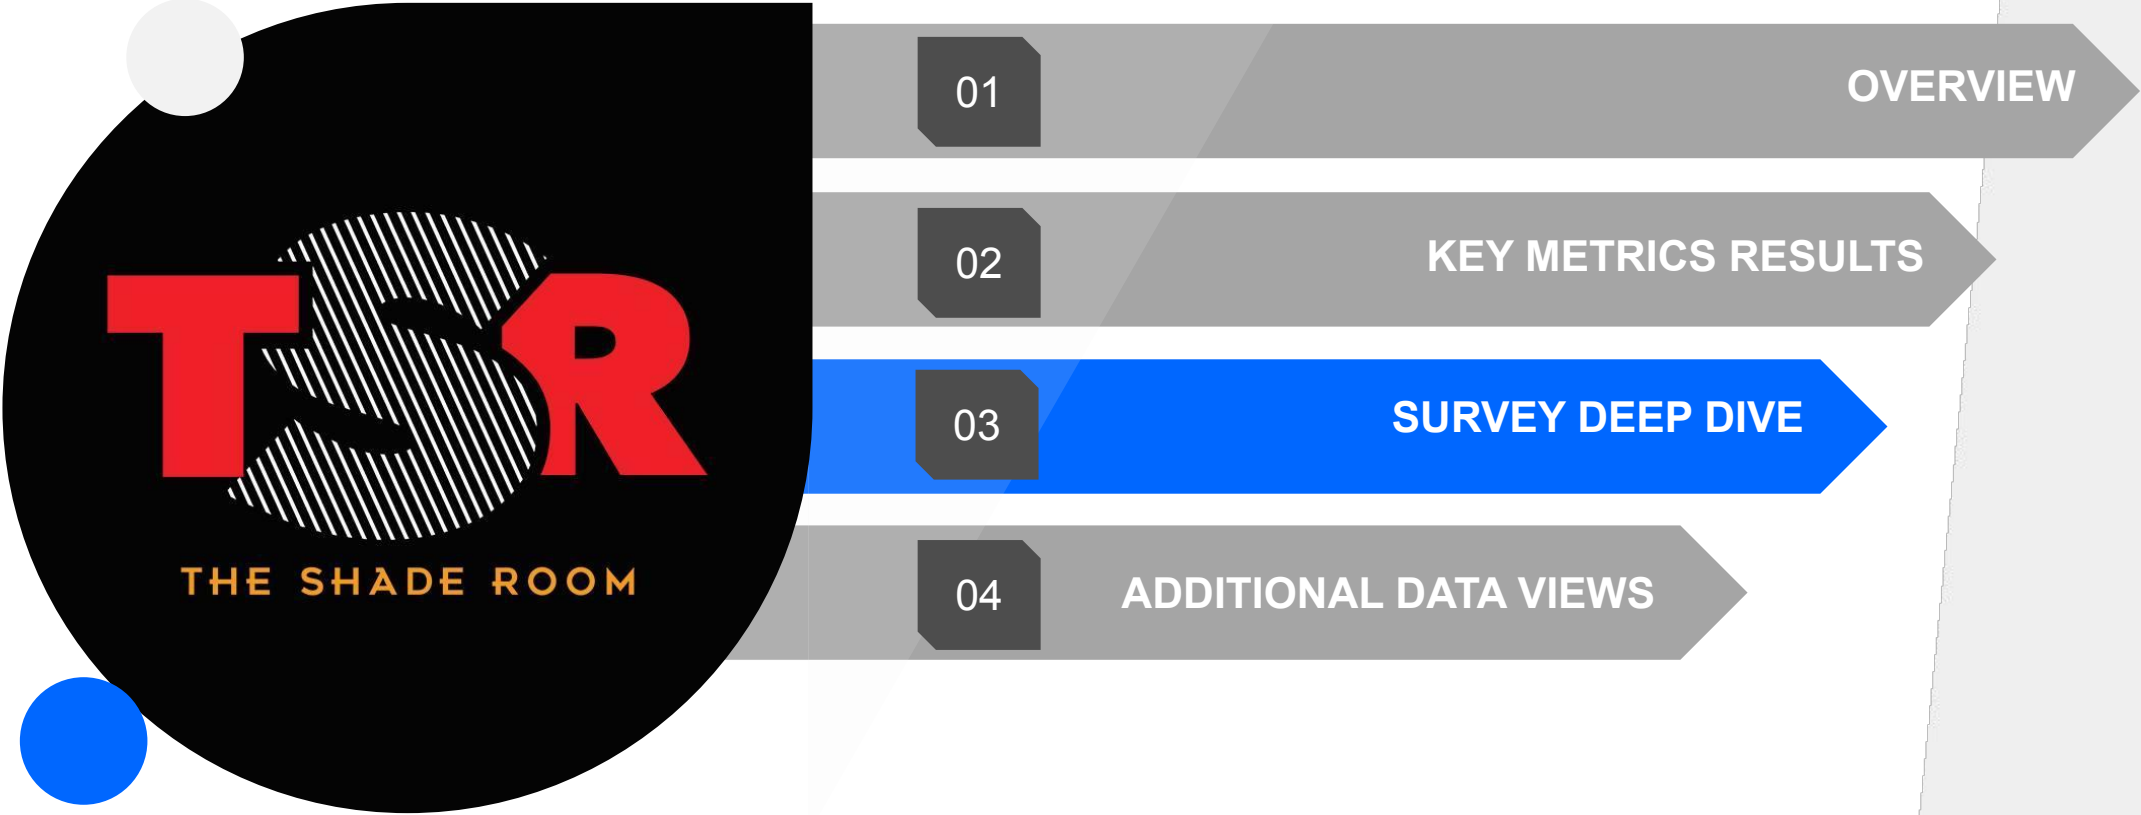 TSR
THE SHADE ROOM
01
OVERVIEW
02
KEY METRICS RESULTS
03
SURVEY DEEP DIVE
04
ADDITIONAL DATA VIEWS